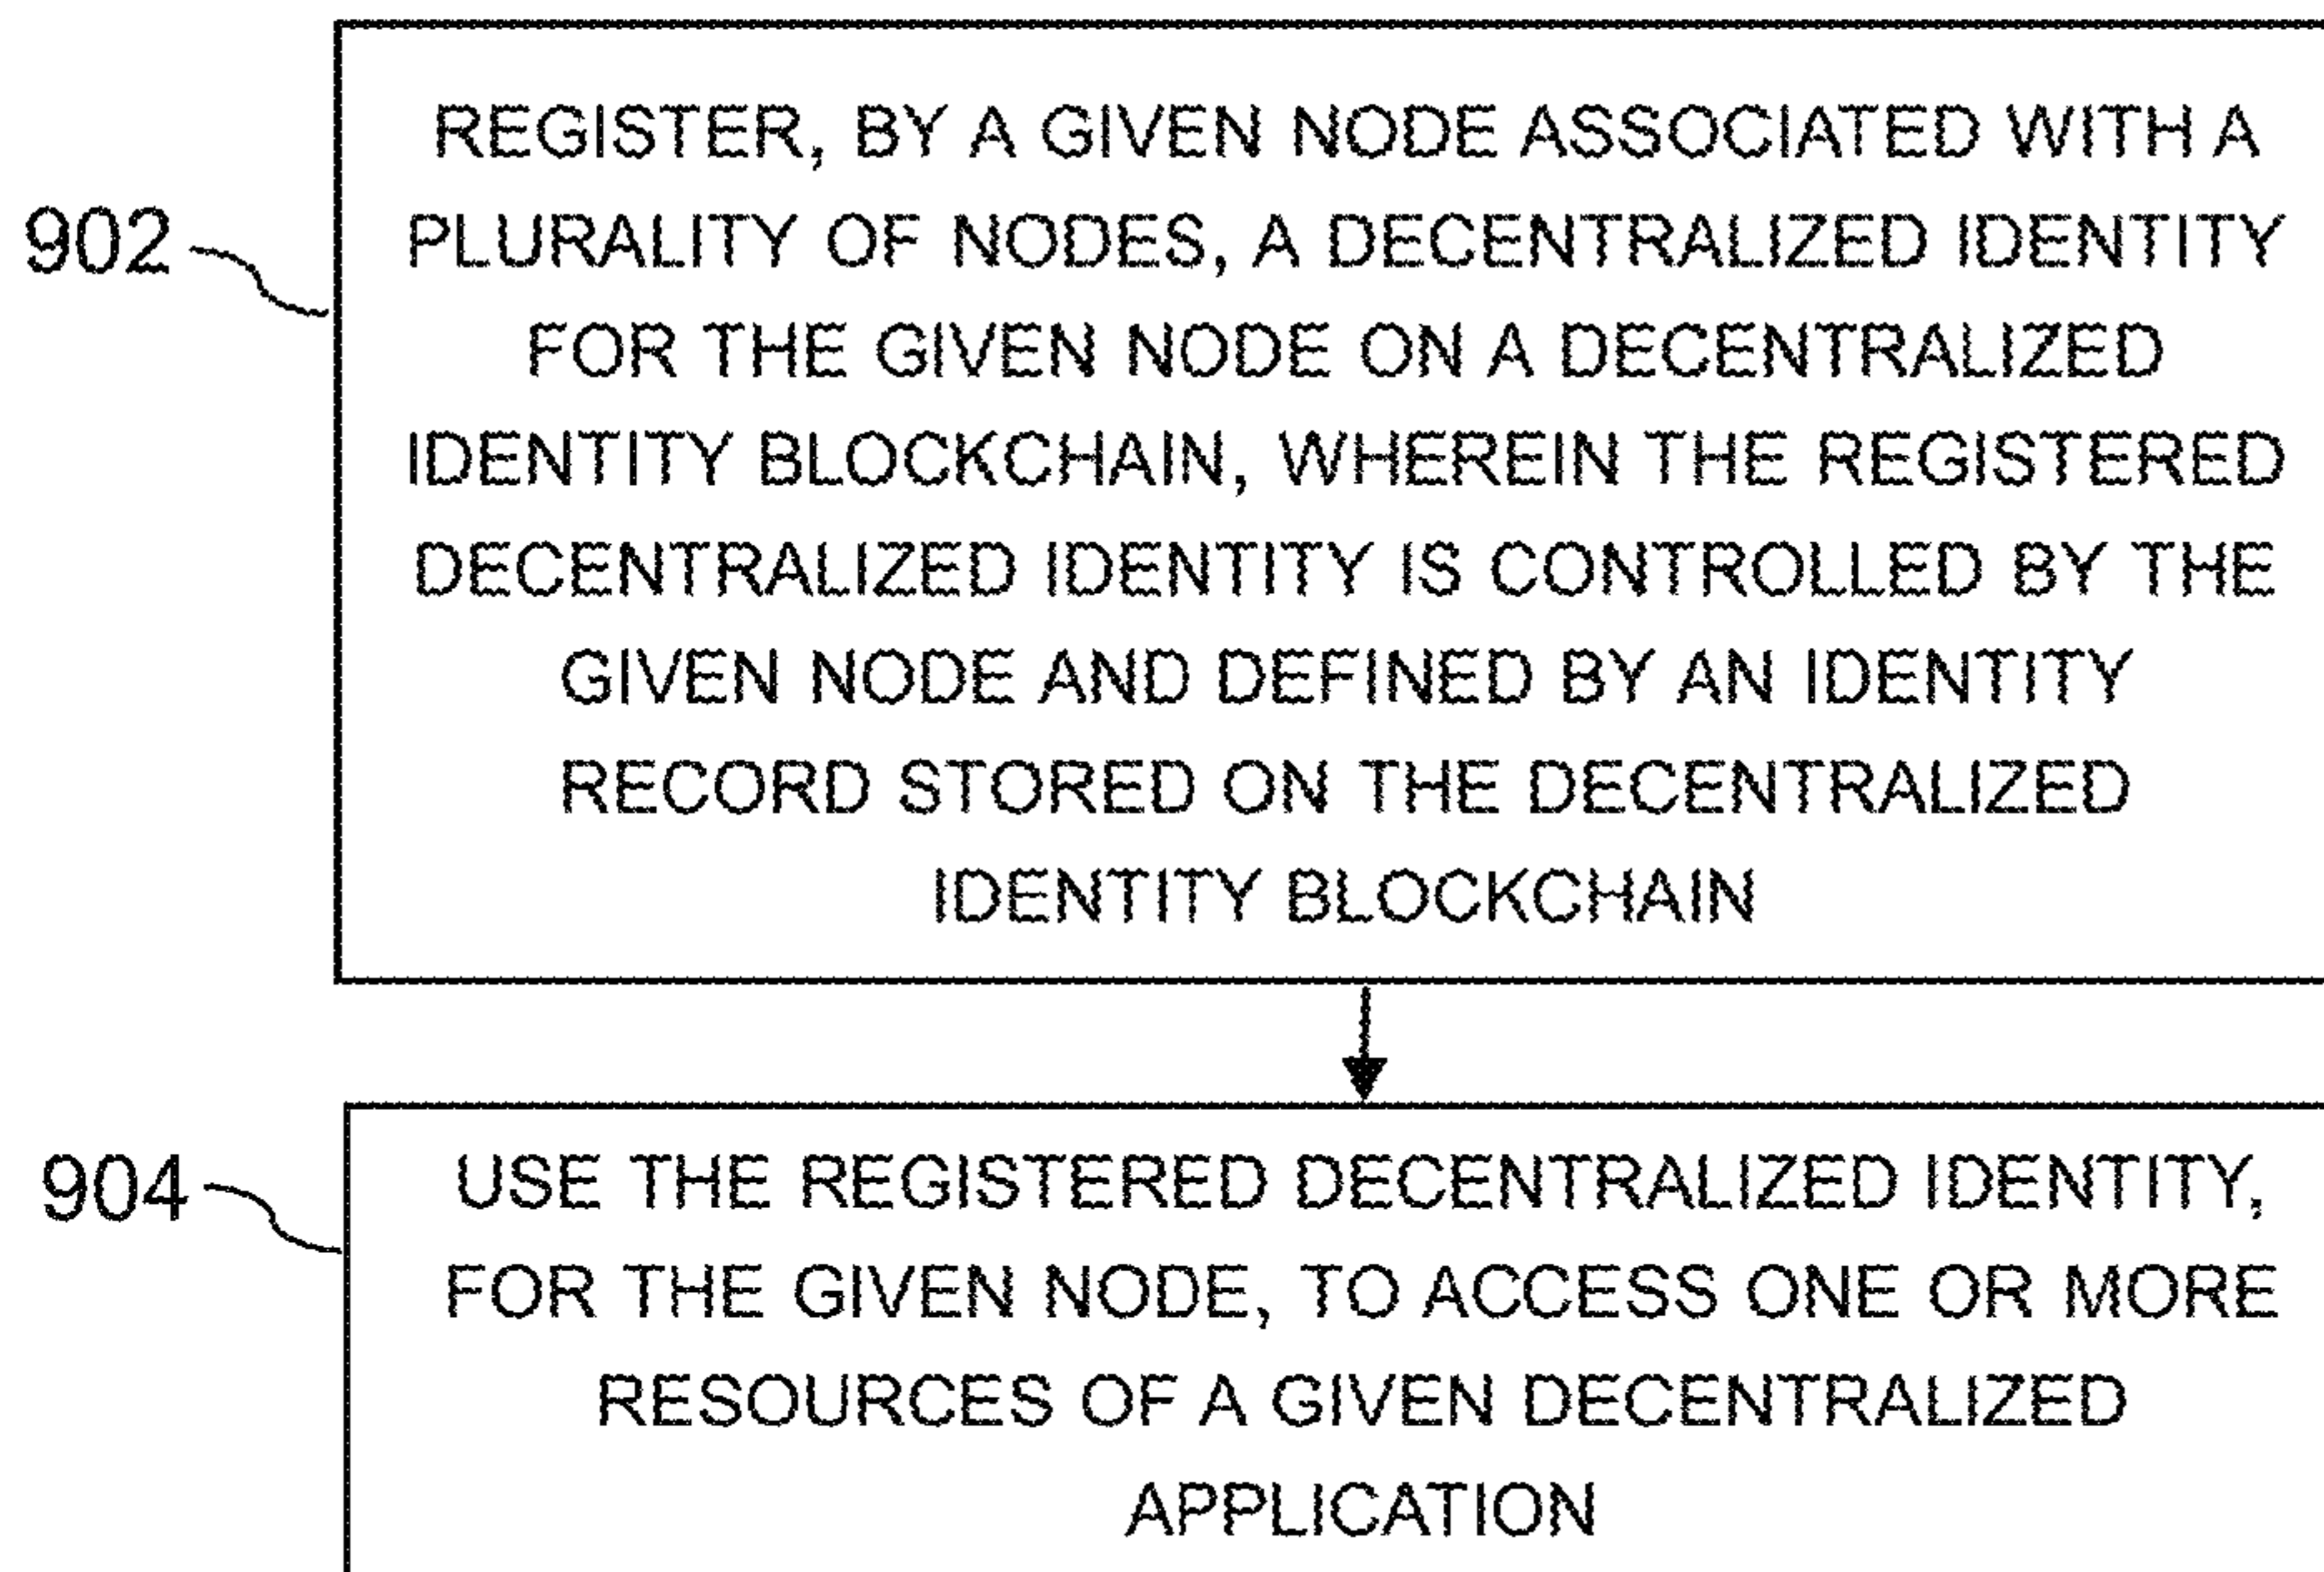 REGISTER, BY A GIVEN NODE ASSOCIATED WITH A
902
PLURALITY OF NODES, A DECENTRALIZED IDENTITY
FOR THE GIVEN NODE ON A DECENTRALIZED
IDENTITY BLOCKCHAIN, WHEREIN THE REGISTERED
DECENTRALIZED IDENTITY IS CONTROLLED BY THE
GIVEN NODE AND DEFINED BY AN IDENTITY
RECORD STORED ON THE DECENTRALIZED
IDENTITY BLOCKCHAIN
904
USE THE REGISTERED DECENTRALIZED IDENTITY,
FOR THE GIVEN NODE, TO ACCESS ONE OR MORE
RESOURCES OF A GIVEN DECENTRALIZED
APPLICATION